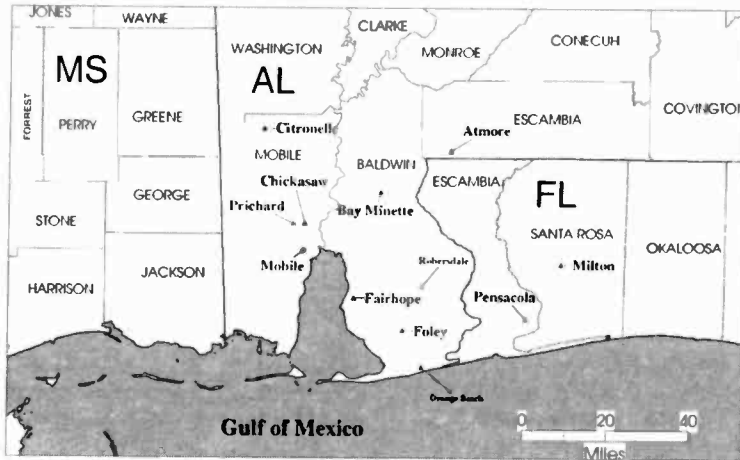 JONES
WAYNE
CLARKE
WASHINGTON
MONROE
CONECUH
MS
AL
FORREST
PERRY
GREENE
COVINGTON
Citronell
ESCAMBIA
Atmore
MOBILE
BALDWIN
Chickasaw
ESCAMBIA
FL
GEORGE
Prichard
Bay Minette
STONE
SANTA ROSA
OKALOOSA
Mobile
Robersdale
Milton
JACKSON
HARRISON
Fairhope
Pensacola
Foley
Orange Beach
Gulf of Mexico
0 20 40
Miles